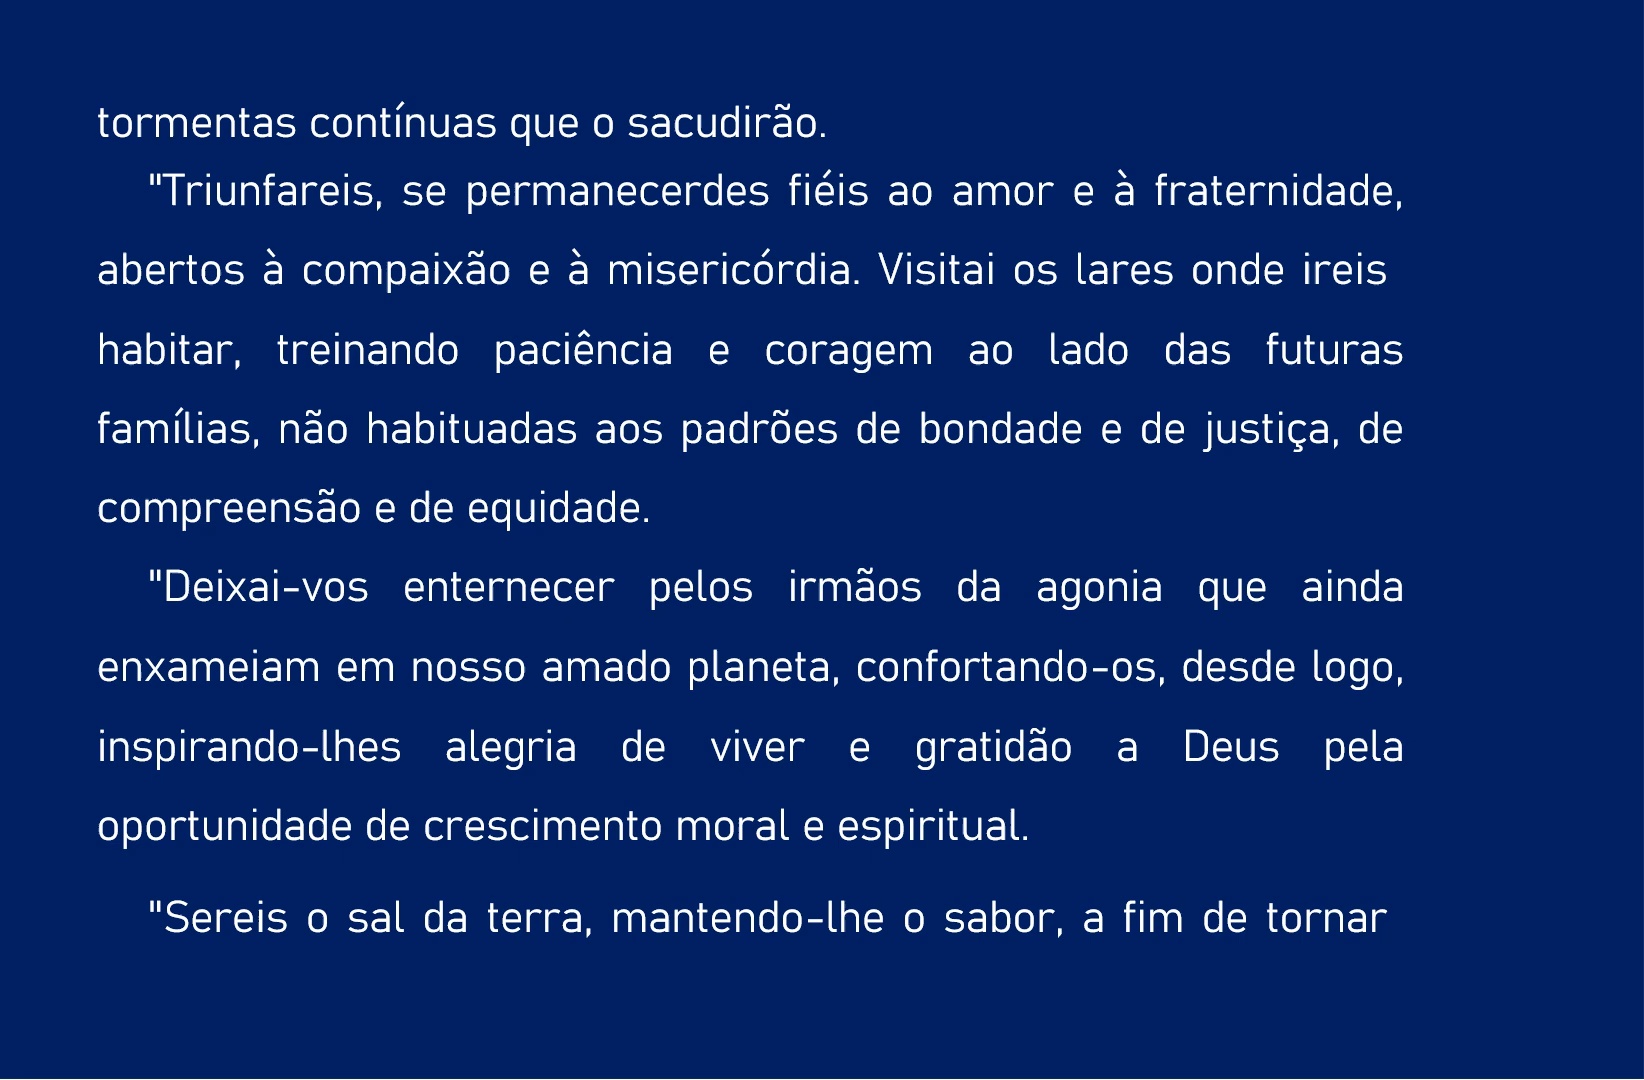 tormentas contínuas que o sacudirão.
"Triunfareis, se permanecerdes fiéis ao amor e à fraternidade,
abertos à compaixão e à misericórdia. Visitai os lares onde ireis
habitar, treinando paciência e coragem ao lado das futuras
famílias, não habituadas aos padrões de bondade e de justiça, de
compreensão e de equidade.
"Deixai-vos enternecer pelos irmãos da agonia que ainda
enxameiam em nosso amado planeta, confortando-os, desde logo,
inspirando-lhes alegria de viver e gratidão a Deus pela
oportunidade de crescimento moral e espiritual.
"Sereis o sal da terra, mantendo-lhe o sabor, a fim de tornar